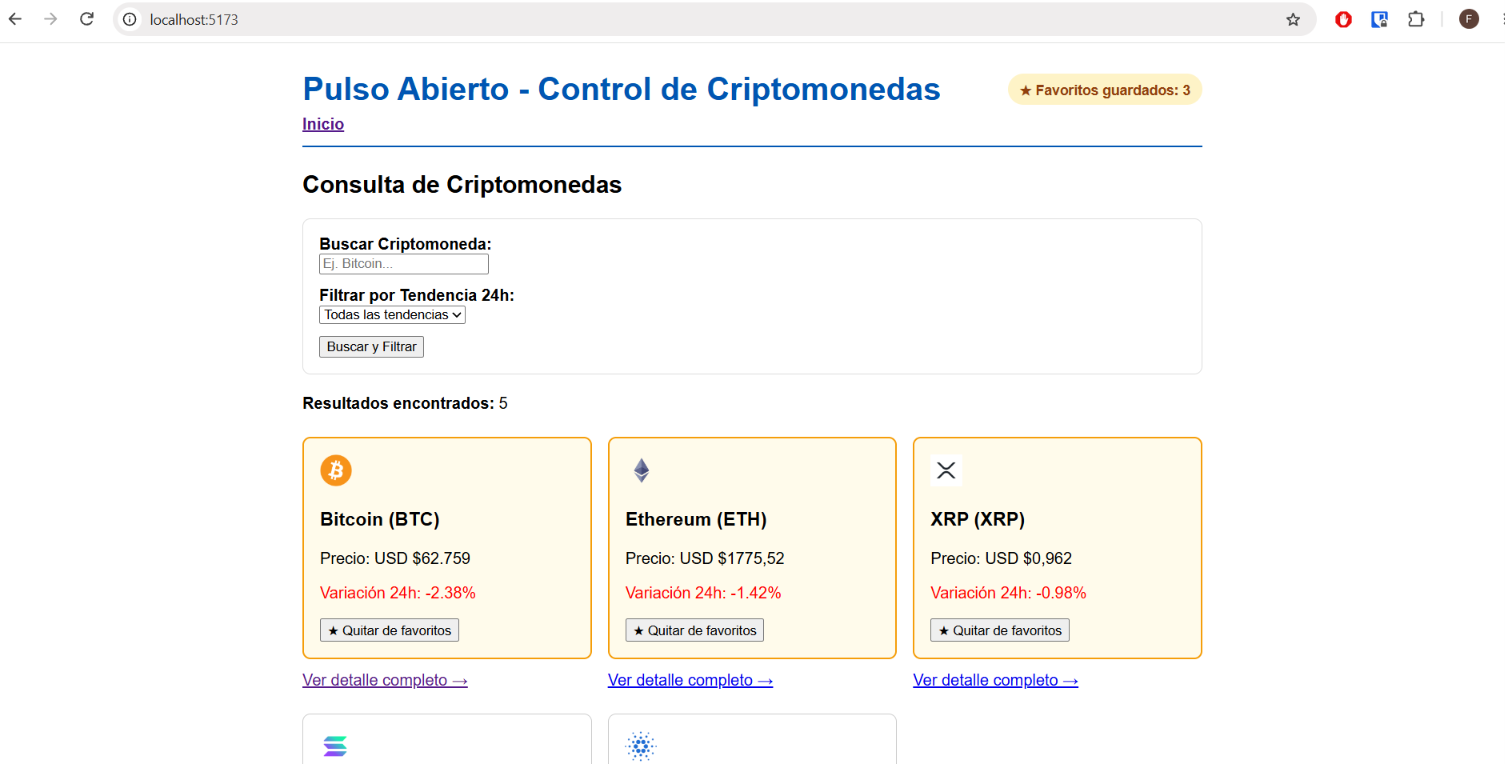 localhost:5173
F
Pulso Abierto - Control de Criptomonedas
★ Favoritos guardados: 3
Inicio
Consulta de Criptomonedas
Buscar Criptomoneda:
Ej. Bitcoin...
Filtrar por Tendencia 24h:
Todas las tendencias
Buscar y Filtrar
Resultados encontrados: 5
Bitcoin (BTC)
Precio: USD $62.759
Variación 24h: -2.38%
★ Quitar de favoritos
Ver detalle completo →
Ethereum (ETH)
Precio: USD $1775,52
Variación 24h: -1.42%
★ Quitar de favoritos
Ver detalle completo →
XRP (XRP)
Precio: USD $0,962
Variación 24h: -0.98%
★ Quitar de favoritos
Ver detalle completo →